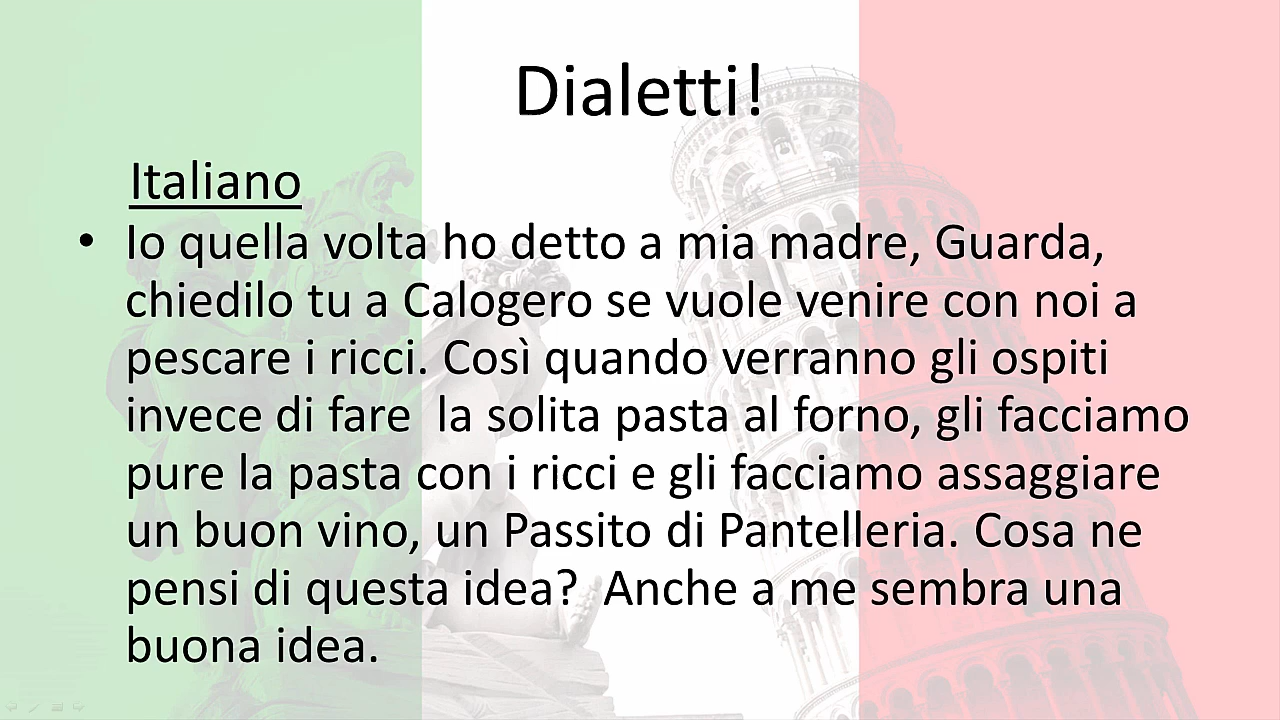 Dialetti!
Italiano
• Io quella volta ho detto a mia madre, Guarda,
chiedilo tu a Calogero se vuole venire con noi a
pescare i ricci. Così quando verranno gli ospiti
invece di fare  la solita pasta al forno, gli facciamo
pure la pasta con i ricci e gli facciamo assaggiare
un buon vino, un Passito di Pantelleria. Cosa ne
pensi di questa idea?  Anche a me sembra una
buona idea.